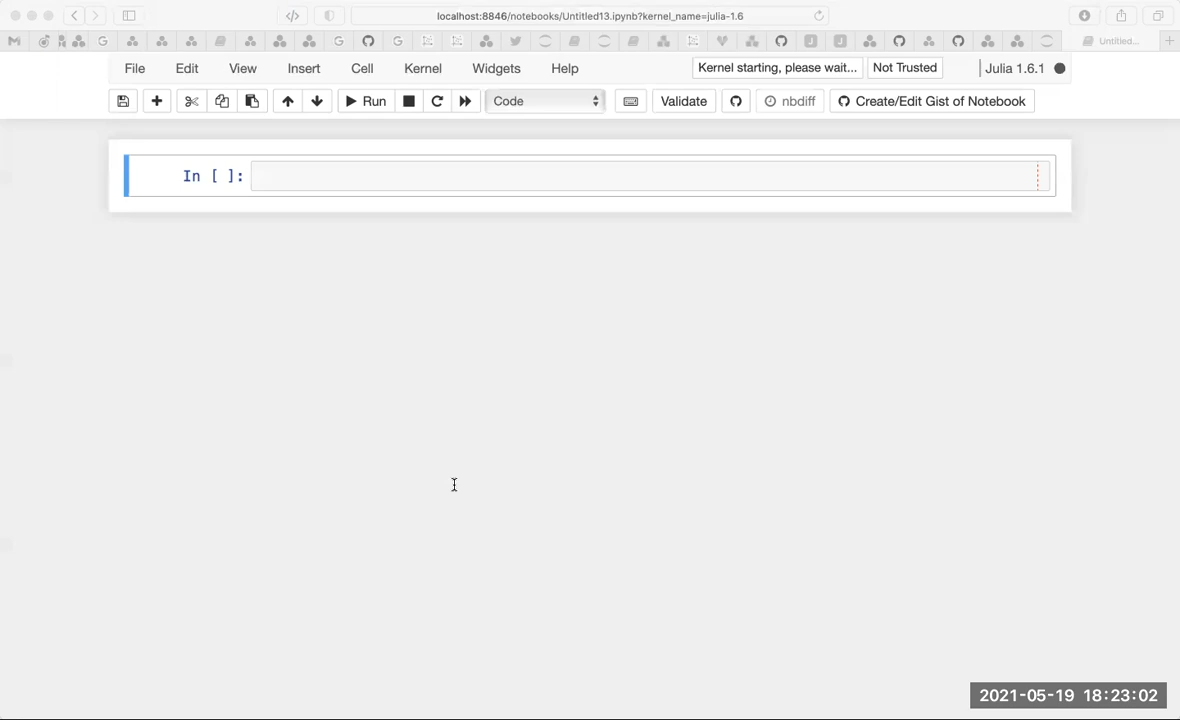 localhost:8846/notebooks/Untitled13.ipynb?kernel_name=julia-1.6
Untitled...
File Edit View Insert Cell Kernel Widgets Help Kernel starting, please wait... Not Trusted Julia 1.6.1
Run Code Validate nbdiff Create/Edit Gist of Notebook
In [ ]:
2021-05-19 18:23:02